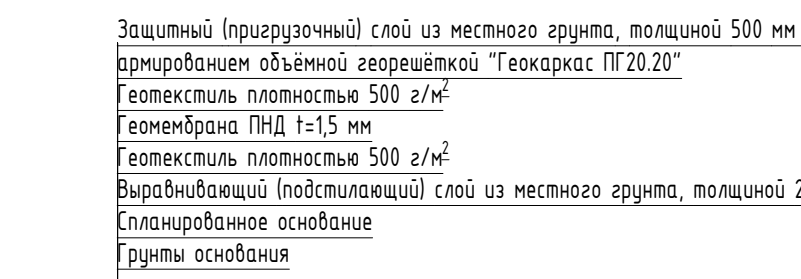 Защитный (пригрузочный) слой из местного грунта, толщиной 500 мм
армированием объёмной георешёткой "Геокаркас ПГ20.20"
Геотекстиль плотностью 500 г/м²
Геомембрана ПНД t=1,5 мм
Геотекстиль плотностью 500 г/м²
Выравнивающий (подстилающий) слой из местного грунта, толщиной
Спланированное основание
Грунты основания